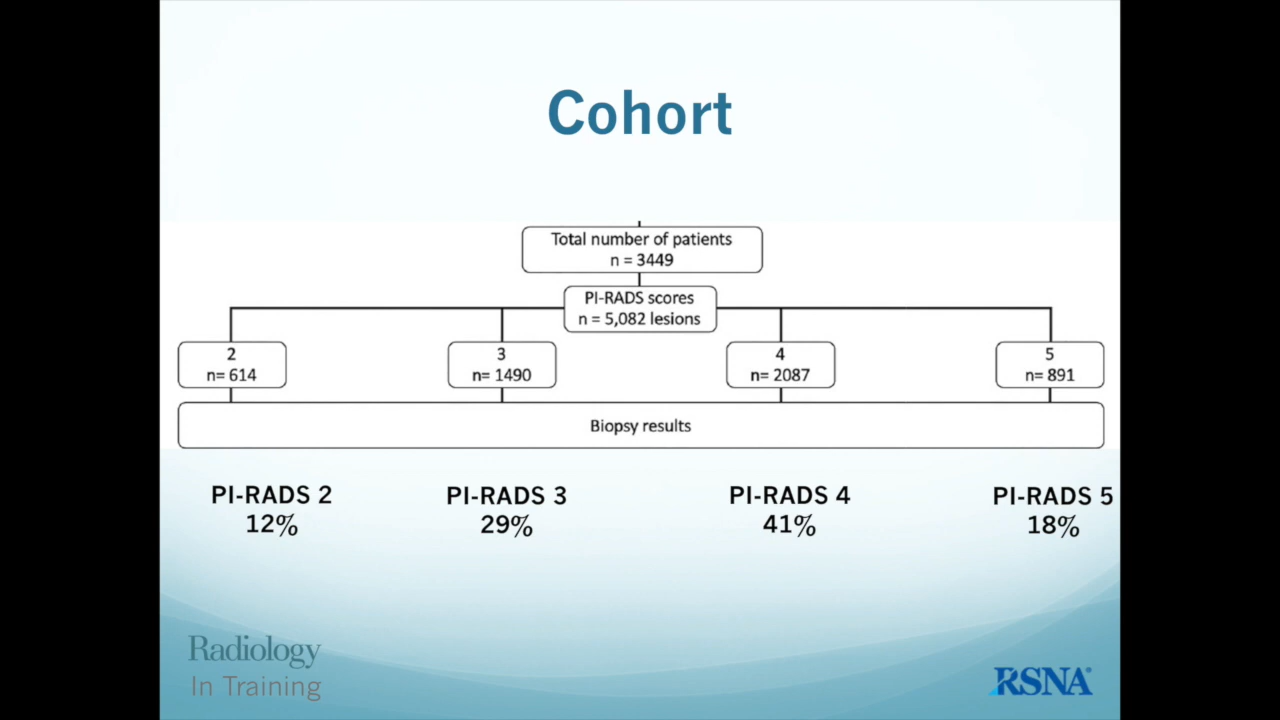 Cohort
Total number of patients
n = 3449
PI-RADS scores
n = 5,082 lesions
2
n= 614
3
n= 1490
4
n= 2087
5
n= 891
Biopsy results
PI-RADS 2
12%
PI-RADS 3
29%
PI-RADS 4
41%
PI-RADS 5
18%
Radiology
In Training
RSNA®